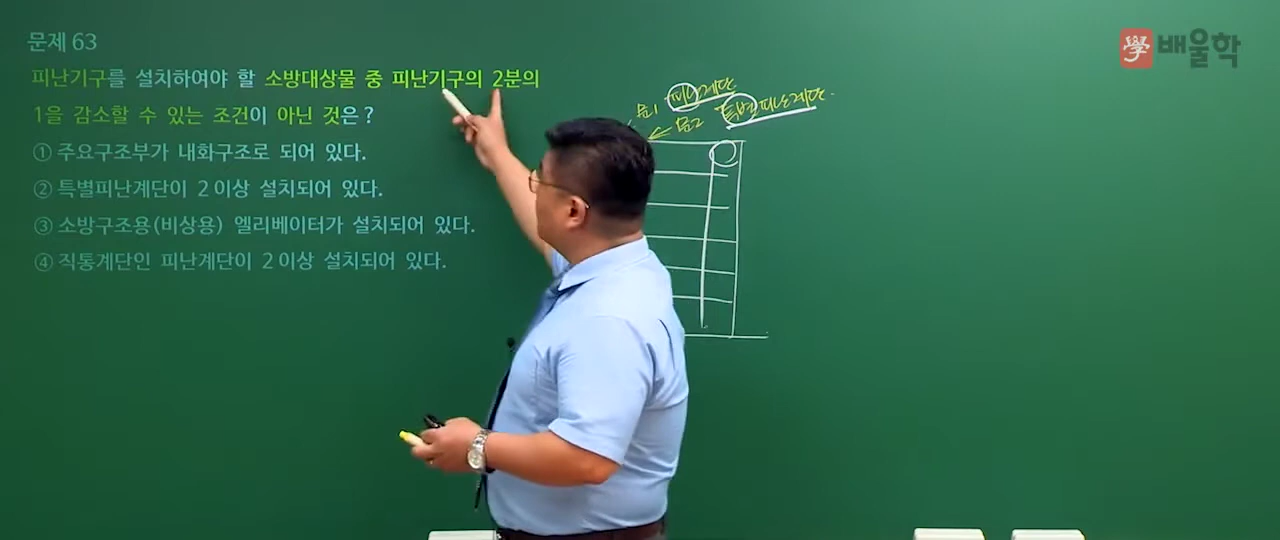 문제 63
피난기구를 설치하여야 할 소방대상물 중 피난기구의 2분의
1을 감소할 수 있는 조건이 아닌 것은?
① 주요구조부가 내화구조로 되어 있다.
② 특별피난계단이 2이상 설치되어 있다.
③ 소방구조용(비상용) 엘리베이터가 설치되어 있다.
④ 직통계단인 피난계단이 2이상 설치되어 있다.
學 배울학
문1 피난계단
문2 특별피난계단.